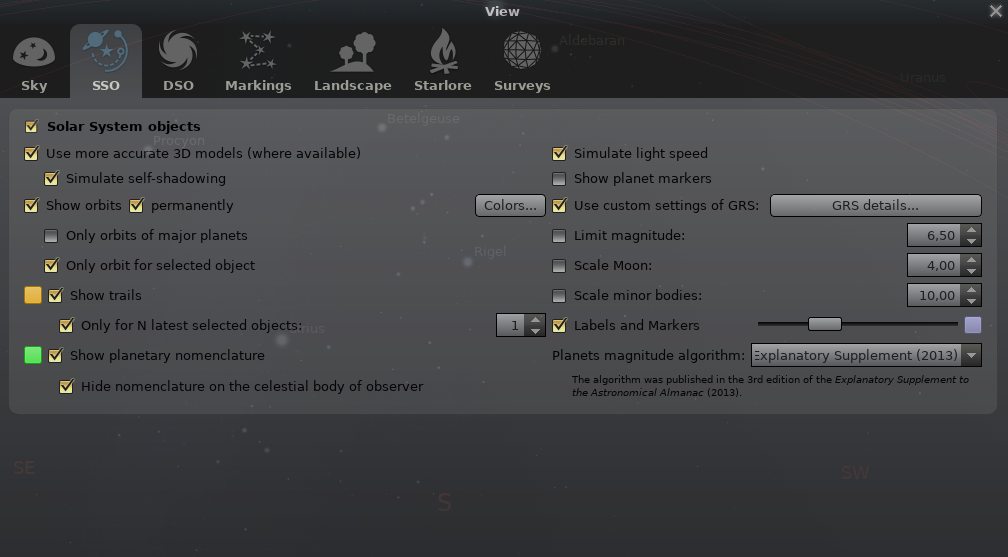 View
Aldebaran
Uranus
Sky SSO DSO Markings Landscape Starlore Surveys
Betelgeuse
Solar System objects
Procyon
Use more accurate 3D models (where available)
Simulate self-shadowing
Show orbits permanently Colors...
Only orbits of major planets
Only orbit for selected object
Rigel
Show trails
Only for N latest selected objects: 1
Show planetary nomenclature
Hide nomenclature on the celestial body of observer
Simulate light speed
Show planet markers
Use custom settings of GRS: GRS details...
Limit magnitude: 6,50
Scale Moon: 4,00
Scale minor bodies: 10,00
Labels and Markers
Planets magnitude algorithm: Explanatory Supplement (2013)
The algorithm was published in the 3rd edition of the Explanatory Supplement to
the Astronomical Almanac (2013).
SE
S
SW